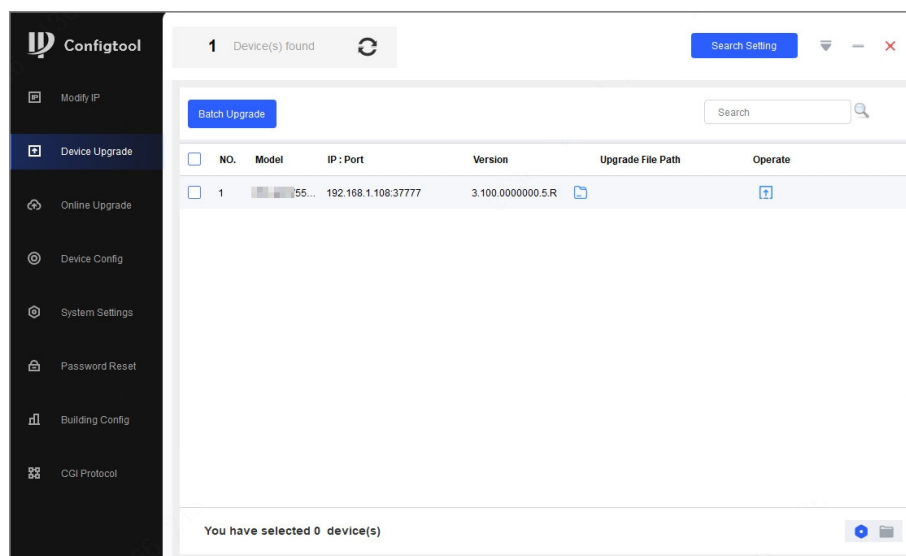 Configtool
1 Device(s) found
Search Setting
Modify IP
Device Upgrade
Online Upgrade
Device Config
System Settings
Password Reset
Building Config
CGI Protocol
Batch Upgrade
Search
NO. Model IP : Port Version Upgrade File Path Operate
1 55... 192.168.1.108:37777 3.100.0000000.5.R
You have selected 0 device(s)